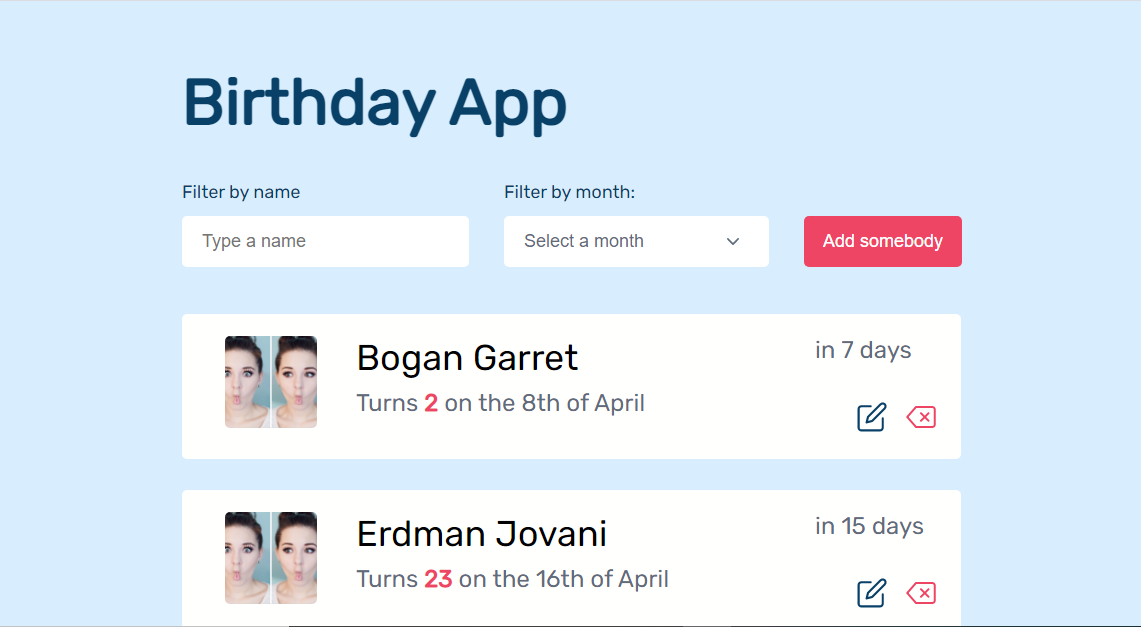 Birthday App
Filter by name
Filter by month:
Type a name
Select a month
Add somebody
Bogan Garret
in 7 days
Turns 2 on the 8th of April
Erdman Jovani
in 15 days
Turns 23 on the 16th of April